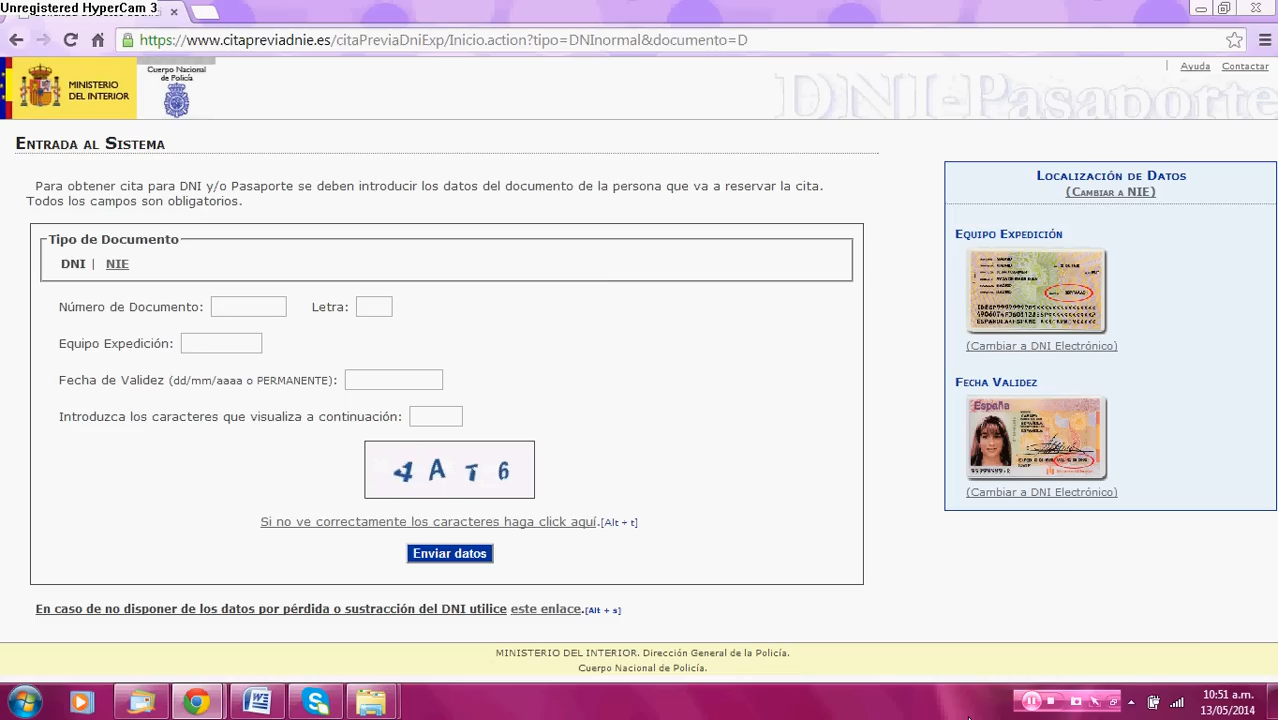 Unregistered HyperCam 3
https://www.citapreviadnie.es/citaPreviaDniExp/Inicio.action?tipo=DNInormal&documento=D
MINISTERIO
DEL INTERIOR
Cuerpo Nacional
de Policía
DNI-Pasaporte
Ayuda Contactar
ENTRADA AL SISTEMA
Para obtener cita para DNI y/o Pasaporte se deben introducir los datos del documento de la persona que va a reservar la cita.
Todos los campos son obligatorios.
Tipo de Documento
DNI | NIE
Número de Documento: Letra:
Equipo Expedición:
Fecha de Validez (dd/mm/aaaa o PERMANENTE):
Introduzca los caracteres que visualiza a continuación:
4 A T 6
Si no ve correctamente los caracteres haga click aquí.[Alt + t]
Enviar datos
En caso de no disponer de los datos por pérdida o sustracción del DNI utilice este enlace.[Alt + s]
LOCALIZACIÓN DE DATOS
(CAMBIAR A NIE)
EQUIPO EXPEDICIÓN
(Cambiar a DNI Electrónico)
FECHA VALIDEZ
España
(Cambiar a DNI Electrónico)
MINISTERIO DEL INTERIOR. Dirección General de la Policía.
Cuerpo Nacional de Policía.
10:51 a.m.
13/05/2014